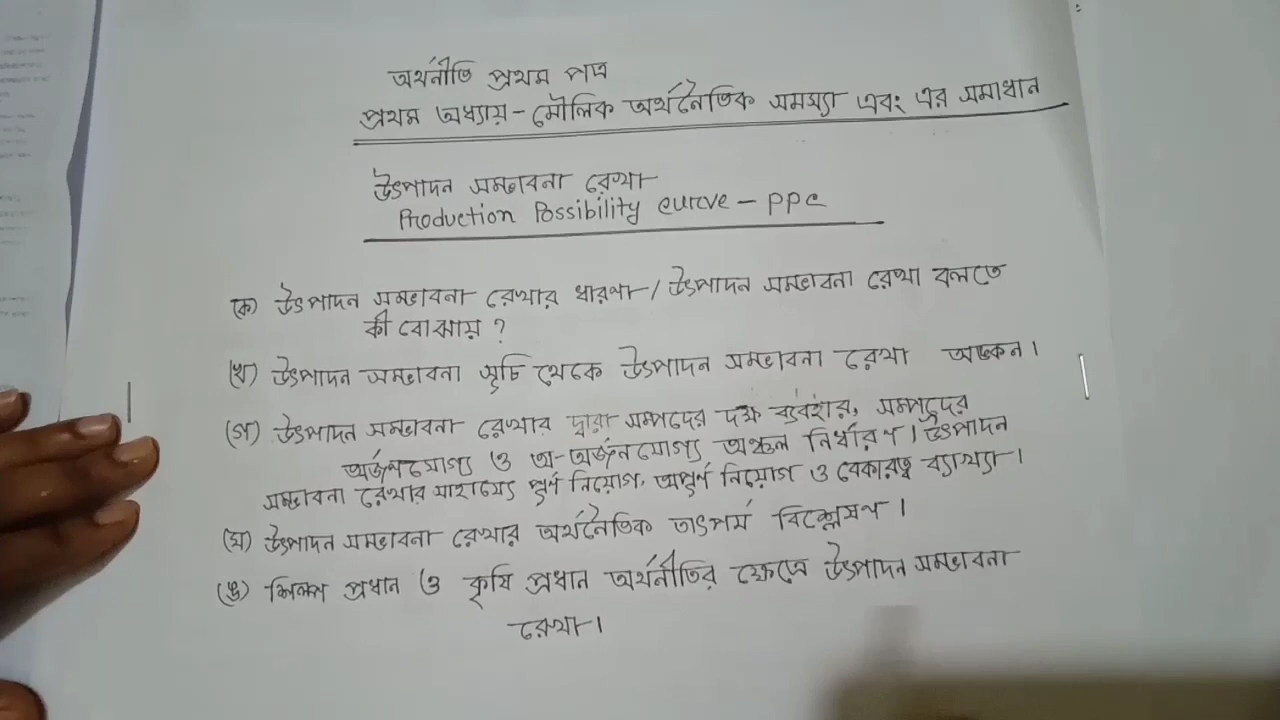 অর্থনীতি প্রথম পত্র
প্রথম অধ্যায় - মৌলিক অর্থনৈতিক সমস্যা এবং এর সমাধান
উৎপাদন সম্ভাবনা রেখা
Production Possibility curve - ppc
(ক) উৎপাদন সম্ভাবনা রেখার ধারণা / উৎপাদন সম্ভাবনা রেখা বলতে
কী বোঝায় ?
(খ) উৎপাদন সম্ভাবনা সূচি থেকে উৎপাদন সম্ভাবনা রেখা অঙ্কন।
(গ) উৎপাদন সম্ভাবনা রেখার দ্বারা সম্পদের দক্ষ ব্যবহার, সম্পদের
অর্জনযোগ্য ও অ-অর্জনযোগ্য অঞ্চল নির্ধারণ। উৎপাদন
সম্ভাবনা রেখার সাহায্যে পূর্ণ নিয়োগ, অপূর্ণ নিয়োগ ও বেকারত্ব ব্যাখ্যা।
(ঘ) উৎপাদন সম্ভাবনা রেখার অর্থনৈতিক তাৎপর্য বিশ্লেষণ।
(ঙ) শিল্প প্রধান ও কৃষি প্রধান অর্থনীতির ক্ষেত্রে উৎপাদন সম্ভাবনা
রেখা।